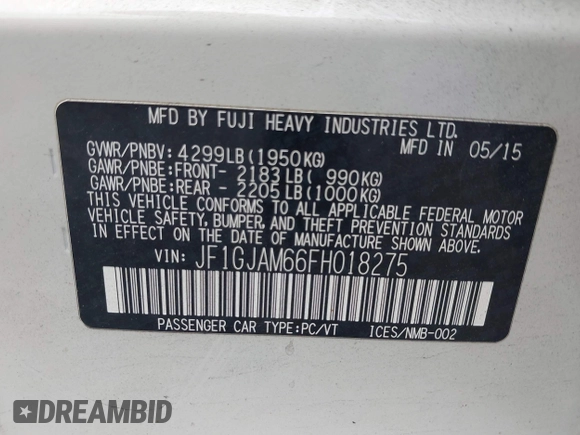 MFD BY FUJI HEAVY INDUSTRIES LTD.
GVWR/PNBV: 4299LB(1950KG) MFD IN 05/15
GAWR/PNBE:FRONT- 2183LB( 990KG)
GAWR/PNBE:REAR - 2205LB(1000KG)
THIS VEHICLE CONFORMS TO ALL APPLICABLE FEDERAL MOTOR
VEHICLE SAFETY, BUMPER, AND THEFT PREVENTION STANDARDS
IN EFFECT ON THE DATE OF MANUFACTURE SHOWN ABOVE.
VIN: JF1GJAM66FH018275
PASSENGER CAR TYPE:PC/VT ICES/NMB-002
DREAMBID